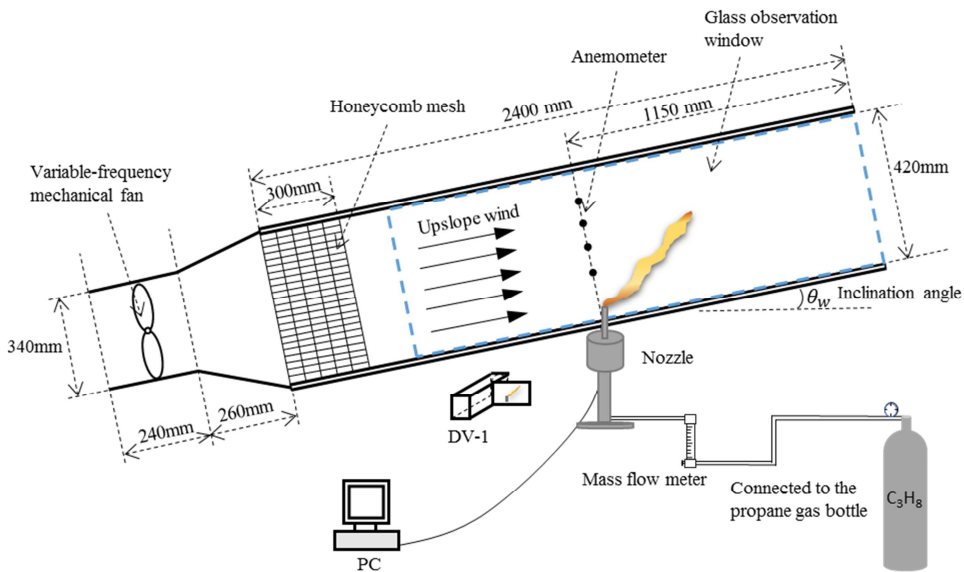 Glass observation
window
Anemometer
2400 mm
1150 mm
Honeycomb mesh
Variable-frequency
mechanical fan
300mm
420mm
Upslope wind
θw
Inclination angle
340mm
Nozzle
240mm
260mm
DV-1
Mass flow meter
Connected to the
propane gas bottle
C3H8
PC